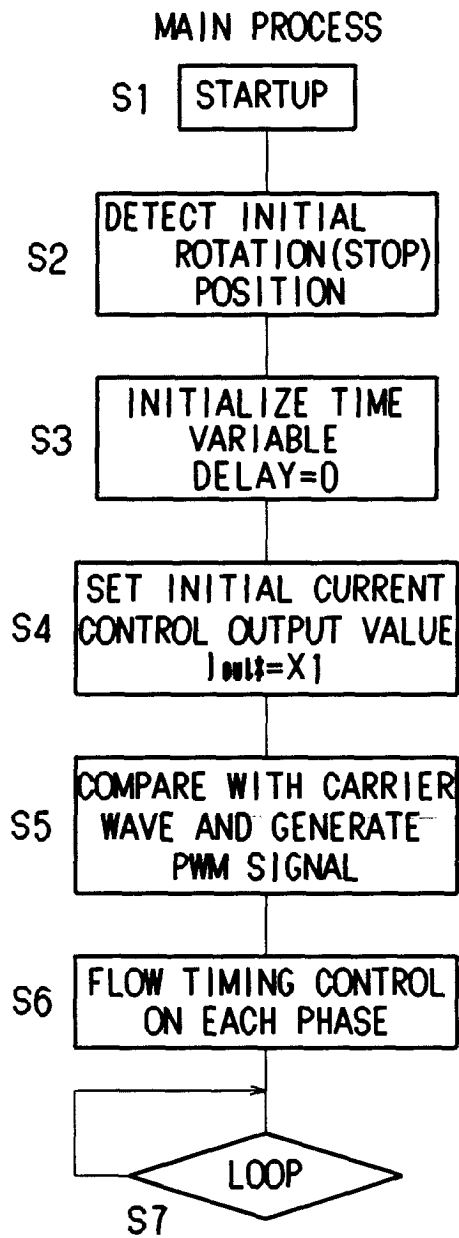 MAIN PROCESS
S1
STARTUP
S2
DETECT INITIAL
ROTATION(STOP)
POSITION
S3
INITIALIZE TIME
VARIABLE
DELAY=0
S4
SET INITIAL CURRENT
CONTROL OUTPUT VALUE
=X1
S5
COMPARE WITH CARRIER
WAVE AND GENERATE
PWM SIGNAL
S6
FLOW TIMING CONTROL
ON EACH PHASE
LOOP
S7